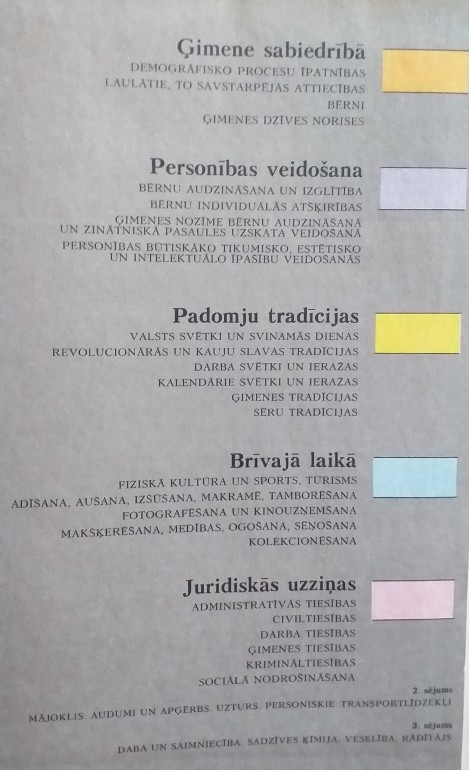 Ģimene sabiedrībā
DEMOGRĀFISKO PROCESU ĪPATNĪBAS
LAULĀTIE, TO SAVSTARPĒJĀS ATTIECĪBAS
BĒRNI
ĢIMENES DZĪVES NORISES
Personības veidošana
BĒRNU AUDZINĀŠANA UN IZGLĪTĪBA
BĒRNU INDIVIDUĀLĀS ATŠĶIRĪBAS
ĢIMENES NOZĪME BĒRNU AUDZINĀŠANĀ
UN ZINĀTNISKĀ PASAULES UZSKATA VEIDOŠANĀ
PERSONĪBAS BŪTISKĀKO TIKUMISKO, ESTĒTISKO
UN INTELEKTUĀLO ĪPAŠĪBU VEIDOŠANĀS
Padomju tradīcijas
VALSTS SVĒTKI UN SVINAMĀS DIENAS
REVOLUCIONĀRĀS UN KAUJU SLAVAS TRADĪCIJAS
DARBA SVĒTKI UN IERAŽAS
KALENDĀRIE SVĒTKI UN IERAŽAS
ĢIMENES TRADĪCIJAS
SĒRU TRADĪCIJAS
Brīvajā laikā
FIZISKĀ KULTŪRA UN SPORTS, TŪRISMS
ADĪŠANA, AUŠANA, IZŠŪŠANA, MAKRAMĒ, TAMBORĒŠANA
FOTOGRAFĒŠANA UN KINOUZŅEMŠANA
MAKŠĶERĒŠANA, MEDĪBAS, OGOŠANA, SĒŅOŠANA
KOLEKCIONĒŠANA
Juridiskās uzziņas
ADMINISTRATĪVĀS TIESĪBAS
CIVILTIESĪBAS
DARBA TIESĪBAS
ĢIMENES TIESĪBAS
KRIMINĀLTIESĪBAS
SOCIĀLĀ NODROŠINĀŠANA
2. sējums
MĀJOKLIS. AUDUMI UN APĢĒRBS. UZTURS. PERSONISKIE TRANSPORTLĪDZEKĻI
3. sējums
DABA UN SAIMNIECĪBA. SADZĪVES ĶĪMIJA. VESELĪBA. RĀDĪTĀJS